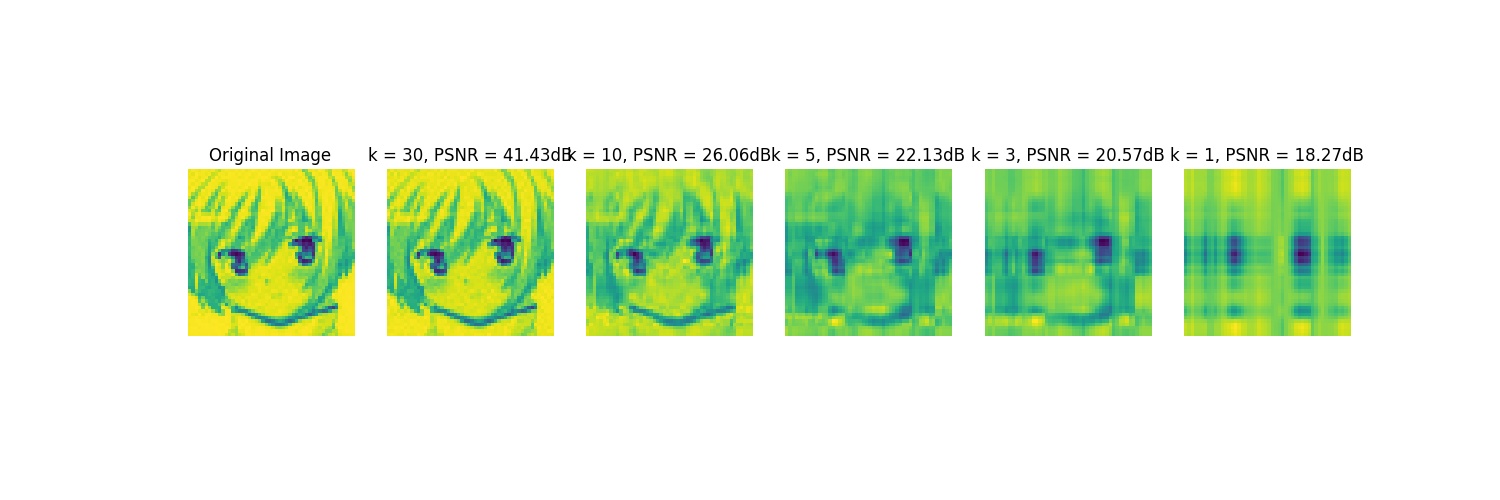 Original Image
k = 30, PSNR = 41.43dB
k = 10, PSNR = 26.06dB
k = 5, PSNR = 22.13dB
k = 3, PSNR = 20.57dB
k = 1, PSNR = 18.27dB